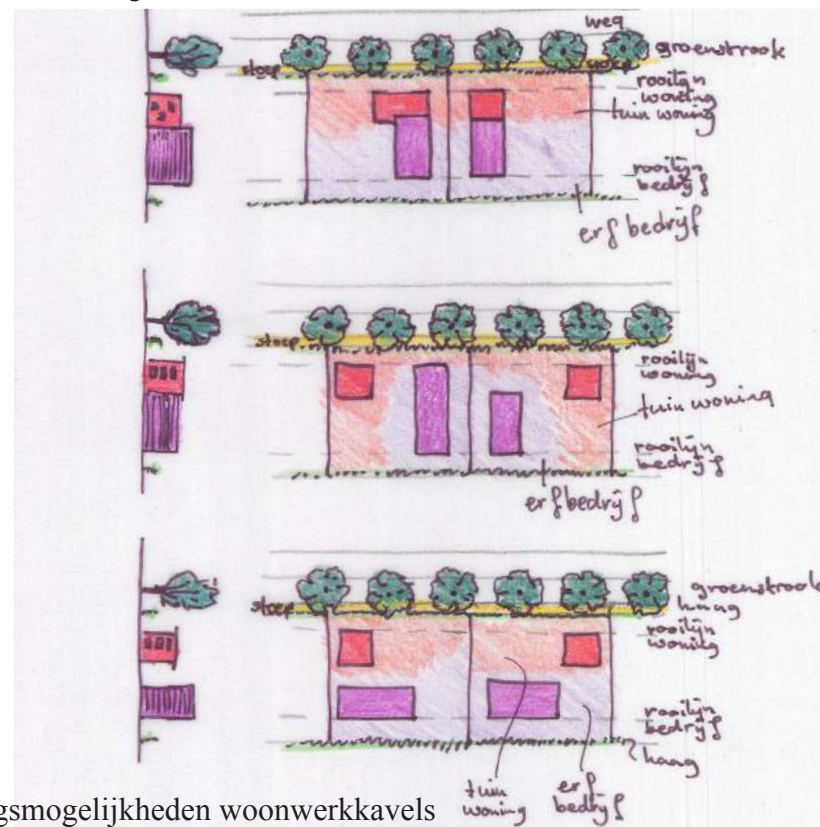 weg
groenstrook
stoep
stoep
rooilijn
woning
tuin woning
rooilijn
bedrijf
erf bedrijf
stoep
rooilijn
woning
tuin woning
rooilijn
bedrijf
erf bedrijf
groenstrook
stoep
haag
rooilijn
woning
rooilijn
bedrijf
haag
tuin
woning
erf
bedrijf
gsmogelijkheden woonwerkkavels